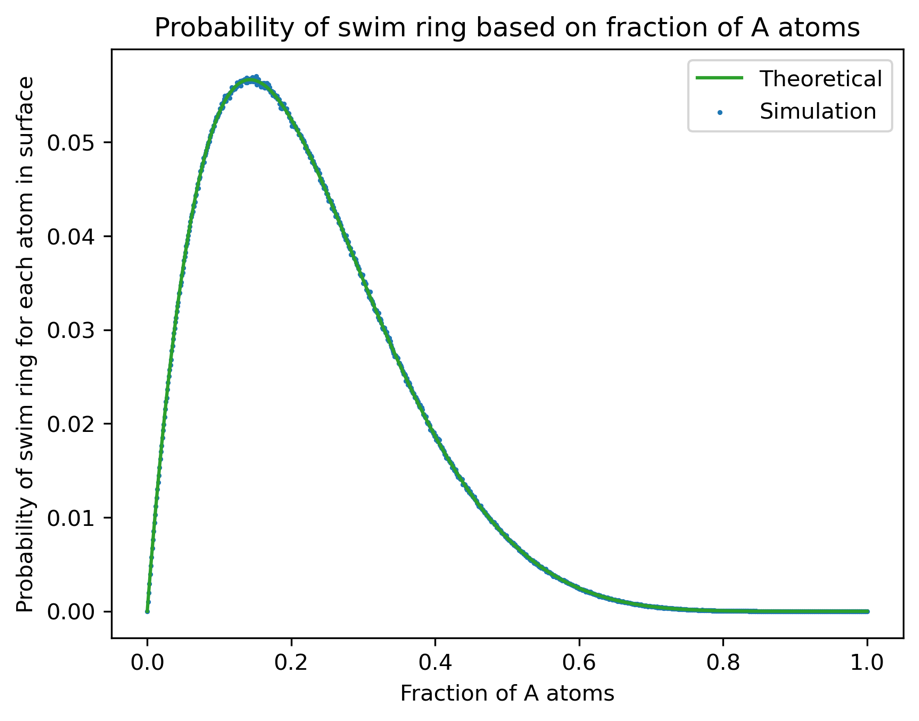 Probability of swim ring based on fraction of A atoms
Theoretical
Simulation
Probability of swim ring for each atom in surface
0.05
0.04
0.03
0.02
0.01
0.00
0.0 0.2 0.4 0.6 0.8 1.0
Fraction of A atoms